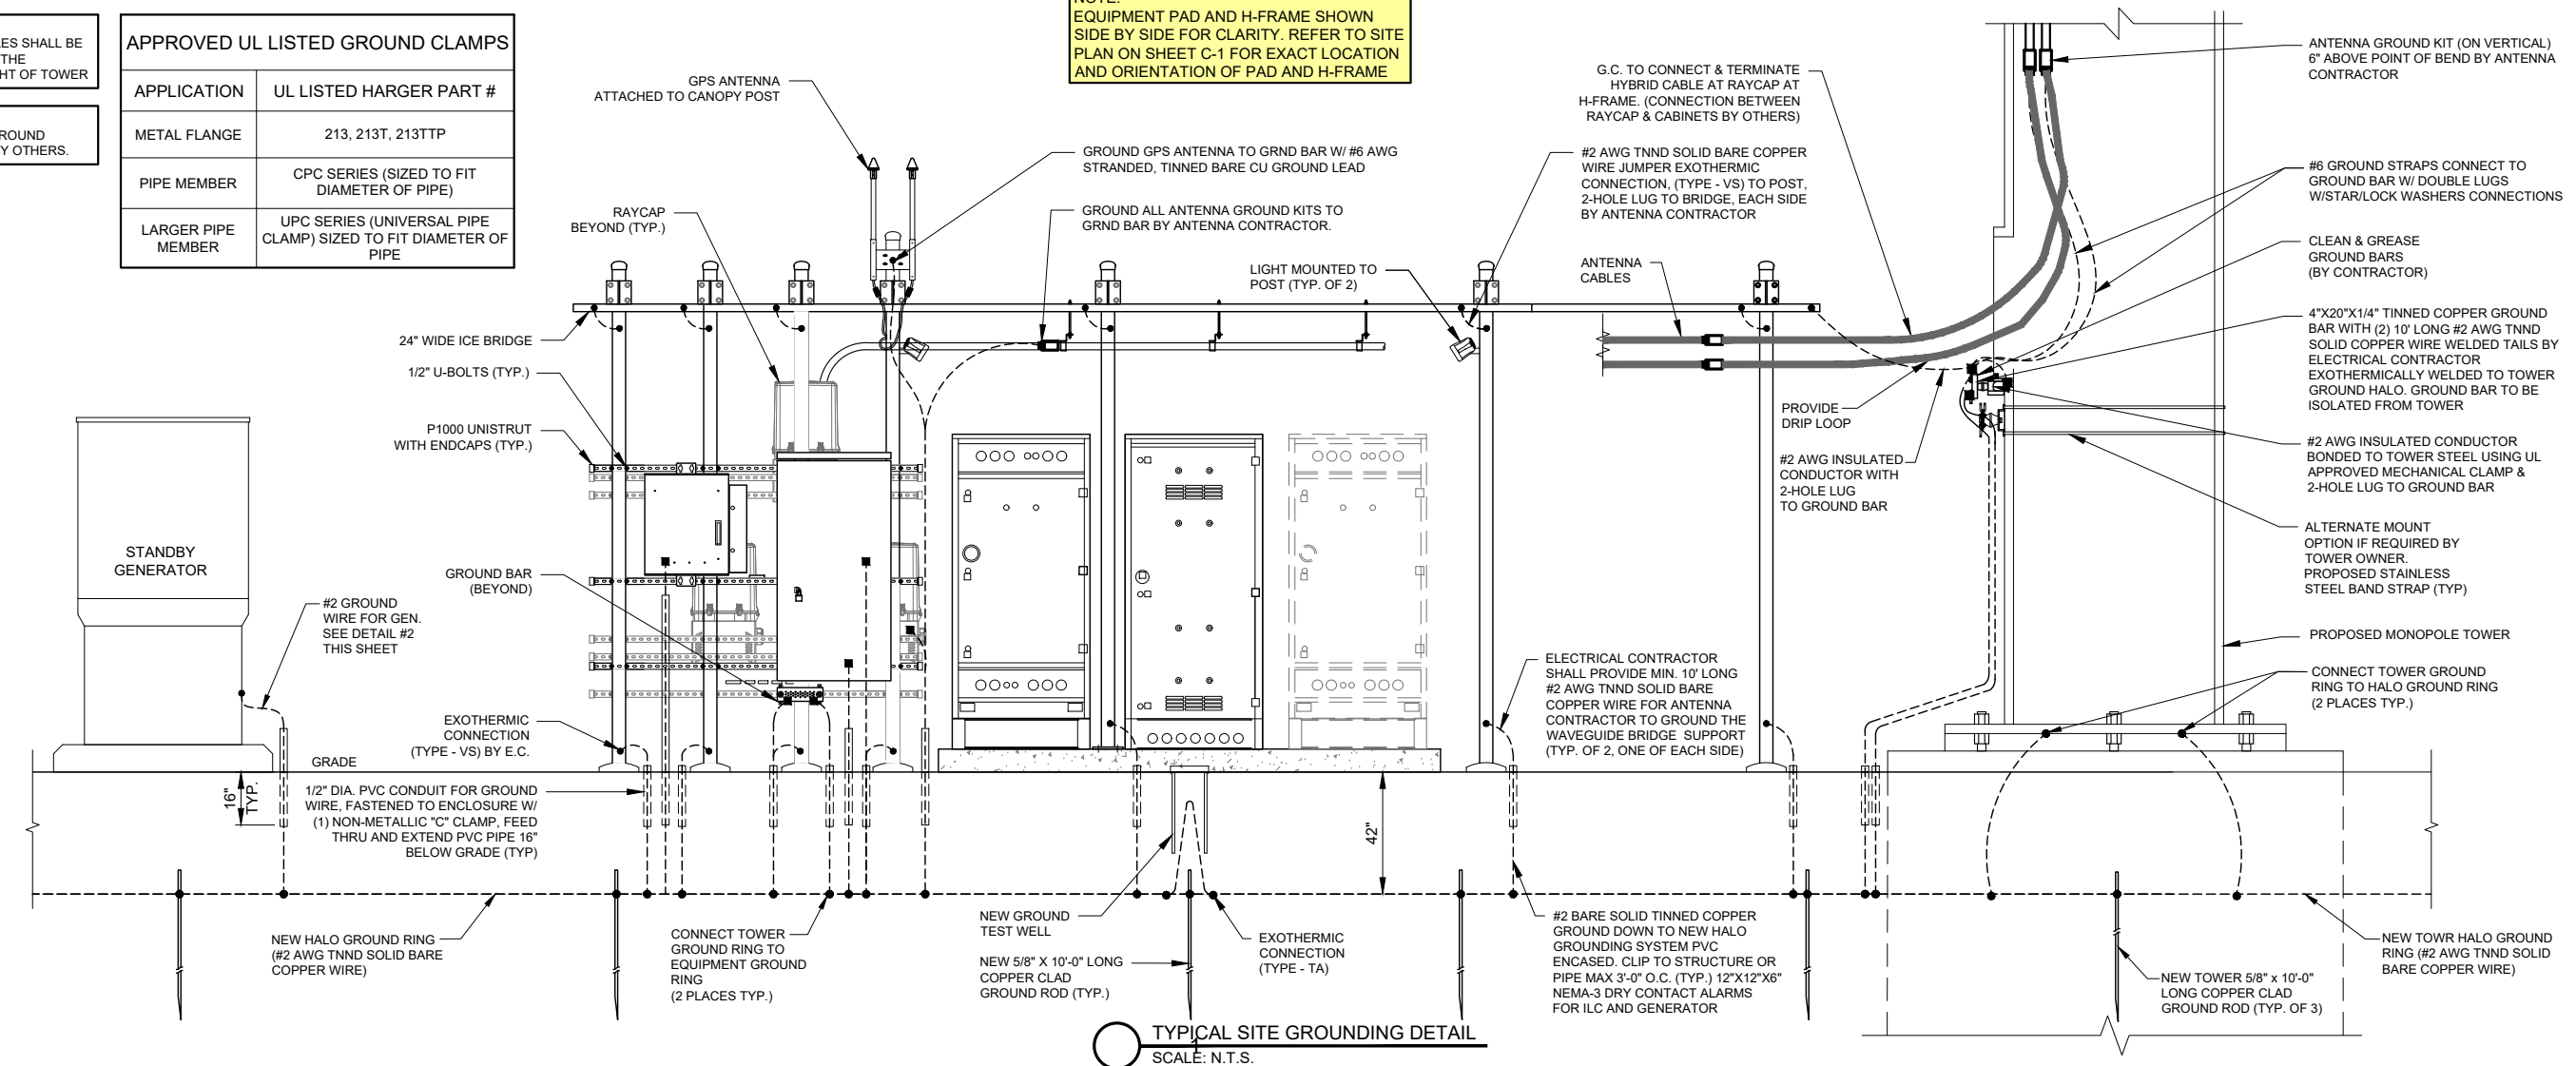 LES SHALL BE
THE
HT OF TOWER
ROUND
Y OTHERS.
APPROVED UL LISTED GROUND CLAMPS
APPLICATION
UL LISTED HARGER PART #
METAL FLANGE
213, 213T, 213TTP
PIPE MEMBER
CPC SERIES (SIZED TO FIT
DIAMETER OF PIPE)
LARGER PIPE
MEMBER
UPC SERIES (UNIVERSAL PIPE
CLAMP) SIZED TO FIT DIAMETER OF
PIPE
NOTE:
EQUIPMENT PAD AND H-FRAME SHOWN
SIDE BY SIDE FOR CLARITY. REFER TO SITE
PLAN ON SHEET C-1 FOR EXACT LOCATION
AND ORIENTATION OF PAD AND H-FRAME
GPS ANTENNA
ATTACHED TO CANOPY POST
RAYCAP
BEYOND (TYP.)
GROUND GPS ANTENNA TO GRND BAR W/ #6 AWG
STRANDED, TINNED BARE CU GROUND LEAD
GROUND ALL ANTENNA GROUND KITS TO
GRND BAR BY ANTENNA CONTRACTOR.
LIGHT MOUNTED TO
POST (TYP. OF 2)
G.C. TO CONNECT & TERMINATE
HYBRID CABLE AT RAYCAP AT
H-FRAME. (CONNECTION BETWEEN
RAYCAP & CABINETS BY OTHERS)
#2 AWG TNND SOLID BARE COPPER
WIRE JUMPER EXOTHERMIC
CONNECTION, (TYPE - VS) TO POST,
2-HOLE LUG TO BRIDGE, EACH SIDE
BY ANTENNA CONTRACTOR
ANTENNA
CABLES
ANTENNA GROUND KIT (ON VERTICAL)
6" ABOVE POINT OF BEND BY ANTENNA
CONTRACTOR
#6 GROUND STRAPS CONNECT TO
GROUND BAR W/ DOUBLE LUGS
W/STAR/LOCK WASHERS CONNECTIONS
CLEAN & GREASE
GROUND BARS
(BY CONTRACTOR)
4"X20"X1/4" TINNED COPPER GROUND
BAR WITH (2) 10' LONG #2 AWG TNND
SOLID COPPER WIRE WELDED TAILS BY
ELECTRICAL CONTRACTOR
EXOTHERMICALLY WELDED TO TOWER
GROUND HALO. GROUND BAR TO BE
ISOLATED FROM TOWER
#2 AWG INSULATED CONDUCTOR
BONDED TO TOWER STEEL USING UL
APPROVED MECHANICAL CLAMP &
2-HOLE LUG TO GROUND BAR
ALTERNATE MOUNT
OPTION IF REQUIRED BY
TOWER OWNER.
PROPOSED STAINLESS
STEEL BAND STRAP (TYP)
PROPOSED MONOPOLE TOWER
CONNECT TOWER GROUND
RING TO HALO GROUND RING
(2 PLACES TYP.)
24" WIDE ICE BRIDGE
1/2" U-BOLTS (TYP.)
P1000 UNISTRUT
WITH ENDCAPS (TYP.)
PROVIDE
DRIP LOOP
#2 AWG INSULATED
CONDUCTOR WITH
2-HOLE LUG
TO GROUND BAR
STANDBY
GENERATOR
GROUND BAR
(BEYOND)
#2 GROUND
WIRE FOR GEN.
SEE DETAIL #2
THIS SHEET
EXOTHERMIC
CONNECTION
(TYPE - VS) BY E.C.
ELECTRICAL CONTRACTOR
SHALL PROVIDE MIN. 10' LONG
#2 AWG TNND SOLID BARE
COPPER WIRE FOR ANTENNA
CONTRACTOR TO GROUND THE
WAVEGUIDE BRIDGE SUPPORT
(TYP. OF 2, ONE OF EACH SIDE)
GRADE
16"
TYP.
1/2" DIA. PVC CONDUIT FOR GROUND
WIRE, FASTENED TO ENCLOSURE W/
(1) NON-METALLIC "C" CLAMP, FEED
THRU AND EXTEND PVC PIPE 16"
BELOW GRADE (TYP)
42"
NEW HALO GROUND RING
(#2 AWG TNND SOLID BARE
COPPER WIRE)
CONNECT TOWER
GROUND RING TO
EQUIPMENT GROUND
RING
(2 PLACES TYP.)
NEW GROUND
TEST WELL
NEW 5/8" X 10'-0" LONG
COPPER CLAD
GROUND ROD (TYP.)
EXOTHERMIC
CONNECTION
(TYPE - TA)
#2 BARE SOLID TINNED COPPER
GROUND DOWN TO NEW HALO
GROUNDING SYSTEM PVC
ENCASED. CLIP TO STRUCTURE OR
PIPE MAX 3'-0" O.C. (TYP.) 12"X12"X6"
NEMA-3 DRY CONTACT ALARMS
FOR ILC AND GENERATOR
NEW TOWER 5/8" x 10'-0"
LONG COPPER CLAD
GROUND ROD (TYP. OF 3)
NEW TOWR HALO GROUND
RING (#2 AWG TNND SOLID
BARE COPPER WIRE)
1
TYPICAL SITE GROUNDING DETAIL
SCALE: N.T.S.